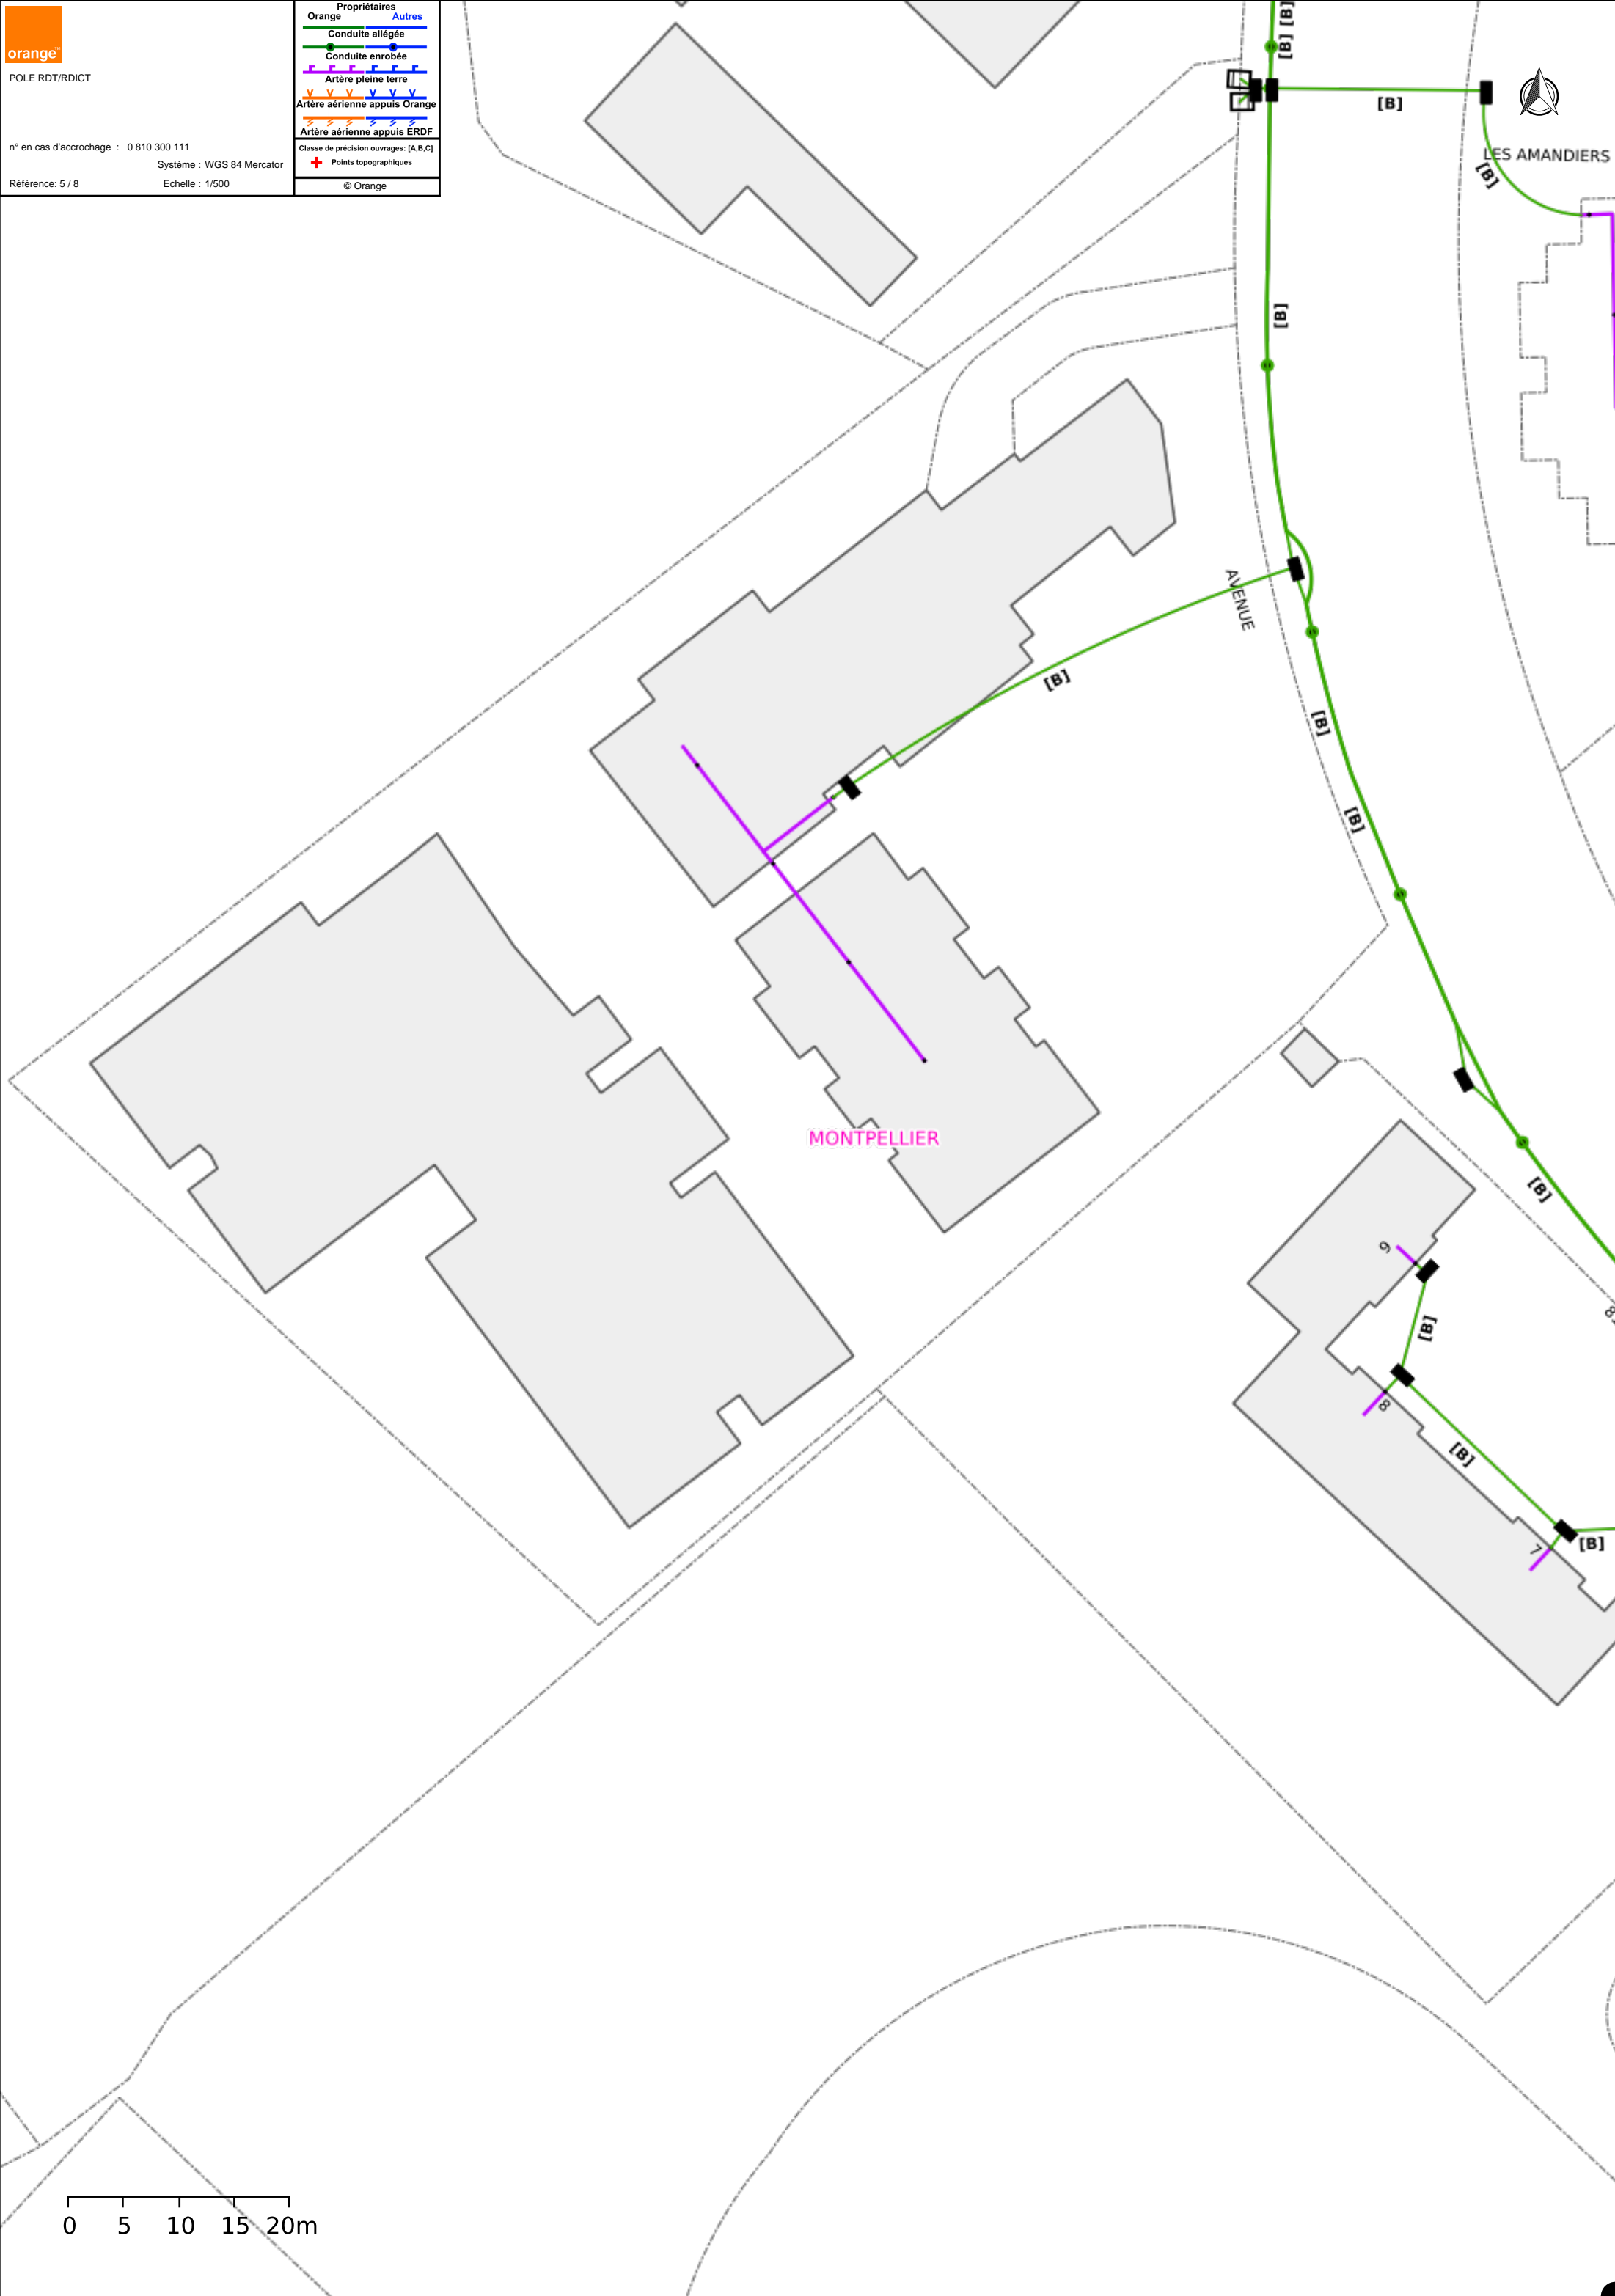 orange™
POLE RDT/RDICT
n° en cas d'accrochage : 0 810 300 111
Système : WGS 84 Mercator
Référence: 5 / 8 Echelle : 1/500
Propriétaires
Orange Autres
Conduite allégée
Conduite enrobée
Artère pleine terre
Artère aérienne appuis Orange
Artère aérienne appuis ERDF
Classe de précision ouvrages: [A,B,C]
Points topographiques
© Orange
[B]
[B]
[B]
LES AMANDIERS
[B]
[B]
AVENUE
[B]
[B]
[B]
MONTPELLIER
[B]
9
8
[B]
8
[B]
7
[B]
0 5 10 15 20m